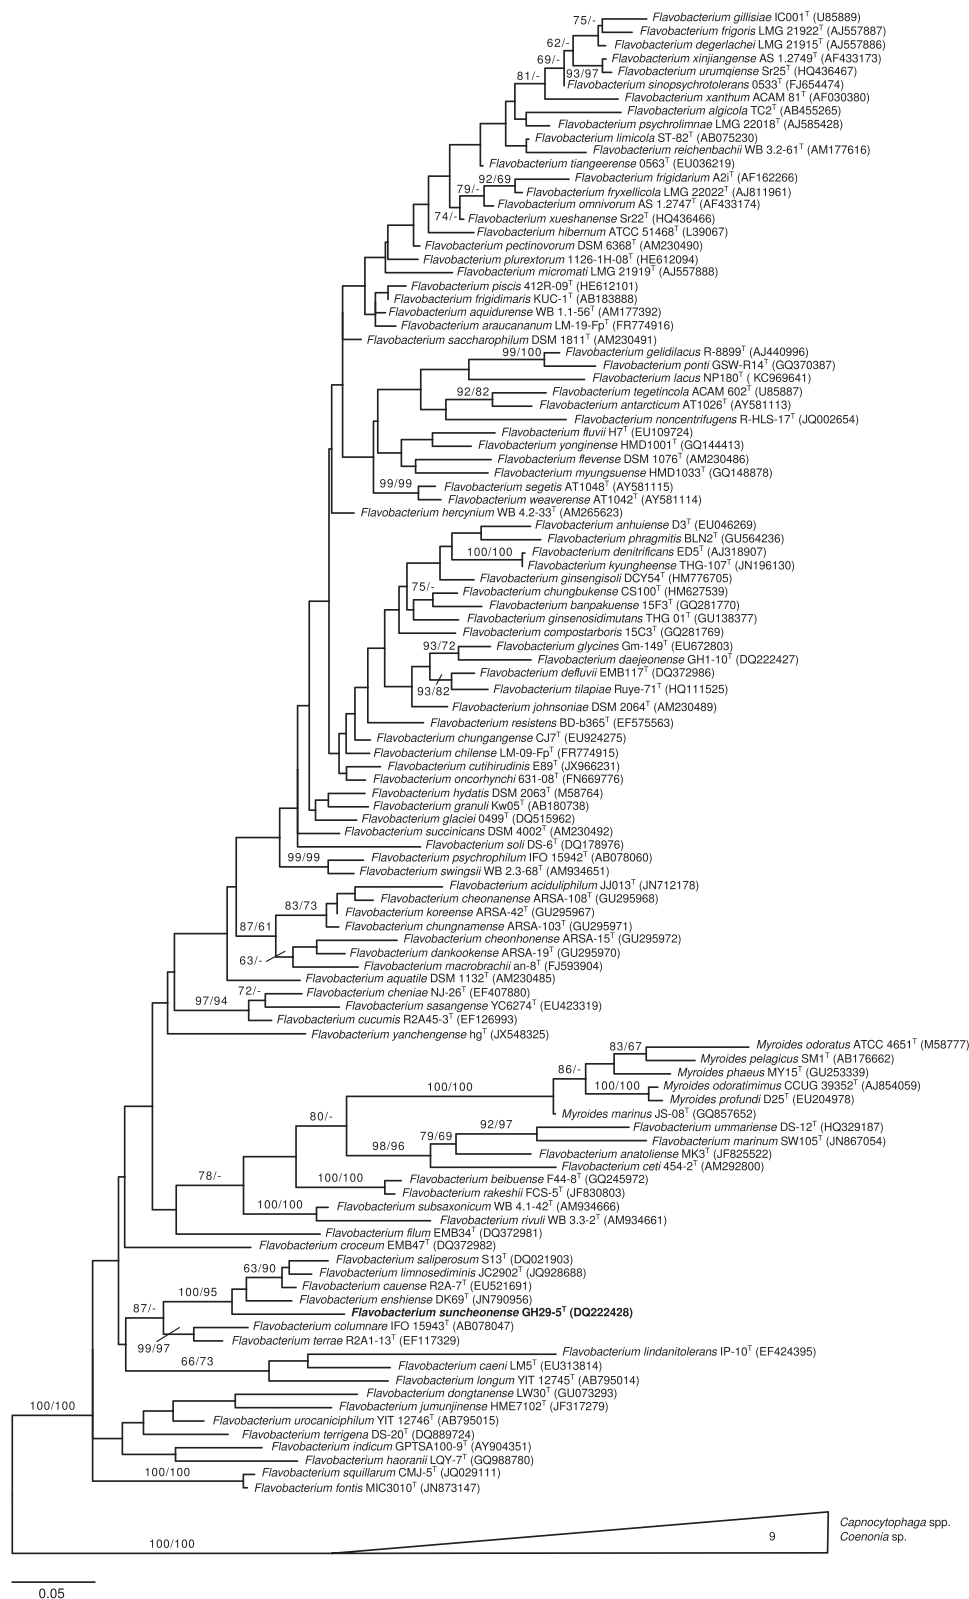 75/-
Flavobacterium gillisiae IC001ᵀ (U85889)
Flavobacterium frigoris LMG 21922ᵀ (AJ557887)
62/-
Flavobacterium degerlachei LMG 21915ᵀ (AJ557886)
69/-
Flavobacterium xinjiangense AS 1.2749ᵀ (AF433173)
93/97
Flavobacterium urumqiense Sr25ᵀ (HQ436467)
81/-
Flavobacterium sinopsychrotolerans 0533ᵀ (FJ654474)
Flavobacterium xanthum ACAM 81ᵀ (AF030380)
Flavobacterium algicola TC2ᵀ (AB455265)
Flavobacterium psychrolimnae LMG 22018ᵀ (AJ585428)
Flavobacterium limicola ST-82ᵀ (AB075230)
Flavobacterium reichenbachii WB 3.2-61ᵀ (AM177616)
Flavobacterium tiangeerense 0563ᵀ (EU036219)
92/69
Flavobacterium frigidarium A2iᵀ (AF162266)
79/-
Flavobacterium fryxellicola LMG 22022ᵀ (AJ811961)
Flavobacterium omnivorum AS 1.2747ᵀ (AF433174)
74/-
Flavobacterium xueshanense Sr22ᵀ (HQ436466)
Flavobacterium hibernum ATCC 51468ᵀ (L39067)
Flavobacterium pectinovorum DSM 6368ᵀ (AM230490)
Flavobacterium plurextorum 1126-1H-08ᵀ (HE612094)
Flavobacterium micromati LMG 21919ᵀ (AJ557888)
Flavobacterium piscis 412R-09ᵀ (HE612101)
Flavobacterium frigidimaris KUC-1ᵀ (AB183888)
Flavobacterium aquidurense WB 1.1-56ᵀ (AM177392)
Flavobacterium araucananum LM-19-Fpᵀ (FR774916)
Flavobacterium saccharophilum DSM 1811ᵀ (AM230491)
99/100
Flavobacterium gelidilacus R-8899ᵀ (AJ440996)
Flavobacterium ponti GSW-R14ᵀ (GQ370387)
Flavobacterium lacus NP180ᵀ ( KC969641)
92/82
Flavobacterium tegetincola ACAM 602ᵀ (U85887)
Flavobacterium antarcticum AT1026ᵀ (AY581113)
Flavobacterium noncentrifugens R-HLS-17ᵀ (JQ002654)
Flavobacterium fluvii H7ᵀ (EU109724)
Flavobacterium yonginense HMD1001ᵀ (GQ144413)
Flavobacterium flevense DSM 1076ᵀ (AM230486)
Flavobacterium myungsuense HMD1033ᵀ (GQ148878)
99/99
Flavobacterium segetis AT1048ᵀ (AY581115)
Flavobacterium weaverense AT1042ᵀ (AY581114)
Flavobacterium hercynium WB 4.2-33ᵀ (AM265623)
Flavobacterium anhuiense D3ᵀ (EU046269)
Flavobacterium phragmitis BLN2ᵀ (GU564236)
100/100
Flavobacterium denitrificans ED5ᵀ (AJ318907)
Flavobacterium kyungheense THG-107ᵀ (JN196130)
Flavobacterium ginsengisoli DCY54ᵀ (HM776705)
75/-
Flavobacterium chungbukense CS100ᵀ (HM627539)
Flavobacterium banpakuense 15F3ᵀ (GQ281770)
Flavobacterium ginsenosidimutans THG 01ᵀ (GU138377)
Flavobacterium compostarboris 15C3ᵀ (GQ281769)
93/72
Flavobacterium glycines Gm-149ᵀ (EU672803)
Flavobacterium daejeonense GH1-10ᵀ (DQ222427)
Flavobacterium defluvii EMB117ᵀ (DQ372986)
93/82
Flavobacterium tilapiae Ruye-71ᵀ (HQ111525)
Flavobacterium johnsoniae DSM 2064ᵀ (AM230489)
Flavobacterium resistens BD-b365ᵀ (EF575563)
Flavobacterium chungangense CJ7ᵀ (EU924275)
Flavobacterium chilense LM-09-Fpᵀ (FR774915)
Flavobacterium cutihirudinis E89ᵀ (JX966231)
Flavobacterium oncorhynchi 631-08ᵀ (FN669776)
Flavobacterium hydatis DSM 2063ᵀ (M58764)
Flavobacterium granuli Kw05ᵀ (AB180738)
Flavobacterium glaciei 0499ᵀ (DQ515962)
Flavobacterium succinicans DSM 4002ᵀ (AM230492)
Flavobacterium soli DS-6ᵀ (DQ178976)
99/99
Flavobacterium psychrophilum IFO 15942ᵀ (AB078060)
Flavobacterium swingsii WB 2.3-68ᵀ (AM934651)
Flavobacterium aciduliphilum JJ013ᵀ (JN712178)
Flavobacterium cheonanense ARSA-108ᵀ (GU295968)
83/73
Flavobacterium koreense ARSA-42ᵀ (GU295967)
87/61
Flavobacterium chungnamense ARSA-103ᵀ (GU295971)
Flavobacterium cheonhonense ARSA-15ᵀ (GU295972)
63/-
Flavobacterium dankookense ARSA-19ᵀ (GU295970)
Flavobacterium macrobrachii an-8ᵀ (FJ593904)
Flavobacterium aquatile DSM 1132ᵀ (AM230485)
72/-
Flavobacterium cheniae NJ-26ᵀ (EF407880)
97/94
Flavobacterium sasangense YC6274ᵀ (EU423319)
Flavobacterium cucumis R2A45-3ᵀ (EF126993)
Flavobacterium yanchengense hgᵀ (JX548325)
83/67
Myroides odoratus ATCC 4651ᵀ (M58777)
Myroides pelagicus SM1ᵀ (AB176662)
86/-
Myroides phaeus MY15ᵀ (GU253339)
100/100
100/100
Myroides odoratimimus CCUG 39352ᵀ (AJ854059)
Myroides profundi D25ᵀ (EU204978)
Myroides marinus JS-08ᵀ (GQ857652)
80/-
92/97
Flavobacterium ummariense DS-12ᵀ (HQ329187)
79/69
Flavobacterium marinum SW105ᵀ (JN867054)
98/96
Flavobacterium anatoliense MK3ᵀ (JF825522)
Flavobacterium ceti 454-2ᵀ (AM292800)
78/-
100/100
Flavobacterium beibuense F44-8ᵀ (GQ245972)
Flavobacterium rakeshii FCS-5ᵀ (JF830803)
100/100
Flavobacterium subsaxonicum WB 4.1-42ᵀ (AM934666)
Flavobacterium rivuli WB 3.3-2ᵀ (AM934661)
Flavobacterium filum EMB34ᵀ (DQ372981)
Flavobacterium croceum EMB47ᵀ (DQ372982)
Flavobacterium saliperosum S13ᵀ (DQ021903)
63/90
Flavobacterium limnosediminis JC2902ᵀ (JQ928688)
Flavobacterium cauense R2A-7ᵀ (EU521691)
100/95
Flavobacterium enshiense DK69ᵀ (JN790956)
87/-
Flavobacterium suncheonense GH29-5ᵀ (DQ222428)
Flavobacterium columnare IFO 15943ᵀ (AB078047)
99/97
Flavobacterium terrae R2A1-13ᵀ (EF117329)
Flavobacterium lindanitolerans IP-10ᵀ (EF424395)
66/73
Flavobacterium caeni LM5ᵀ (EU313814)
Flavobacterium longum YIT 12745ᵀ (AB795014)
Flavobacterium dongtanense LW30ᵀ (GU073293)
100/100
Flavobacterium jumunjinense HME7102ᵀ (JF317279)
Flavobacterium urocaniciphilum YIT 12746ᵀ (AB795015)
Flavobacterium terrigena DS-20ᵀ (DQ889724)
Flavobacterium indicum GPTSA100-9ᵀ (AY904351)
Flavobacterium haoranii LQY-7ᵀ (GQ988780)
100/100
Flavobacterium squillarum CMJ-5ᵀ (JQ029111)
Flavobacterium fontis MIC3010ᵀ (JN873147)
Capnocytophaga spp.
9
Coenonia sp.
100/100
0.05